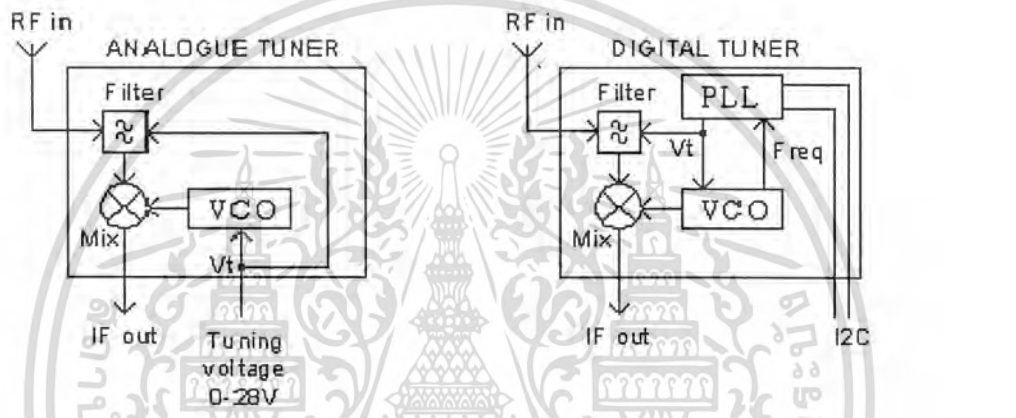 RF in
ANALOGUE TUNER
Filter
VCO
Mix
Vt
IF out
Tuning
voltage
0-28V
RF in
DIGITAL TUNER
Filter
PLL
Vt
Freq
VCO
Mix
IF out
I2C